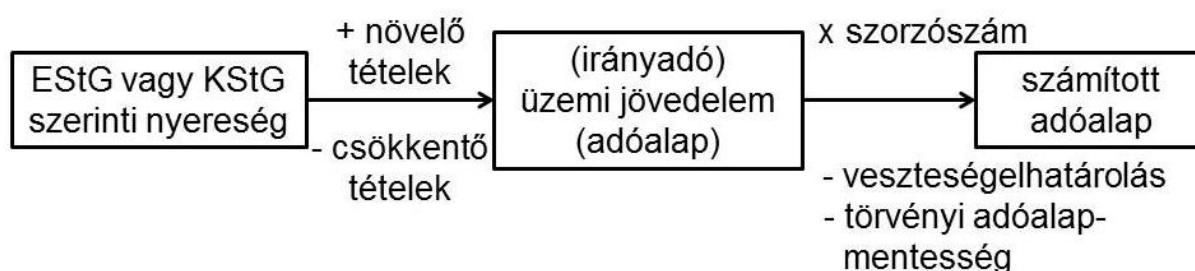 EStG vagy KStG
szerinti nyereség
+ növelő
tételek
- csökkentő
tételek
(irányadó)
üzemi jövedelem
(adóalap)
x szorzószám
- veszteségelhatárolás
- törvényi adóalap-
mentesség
számított
adóalap